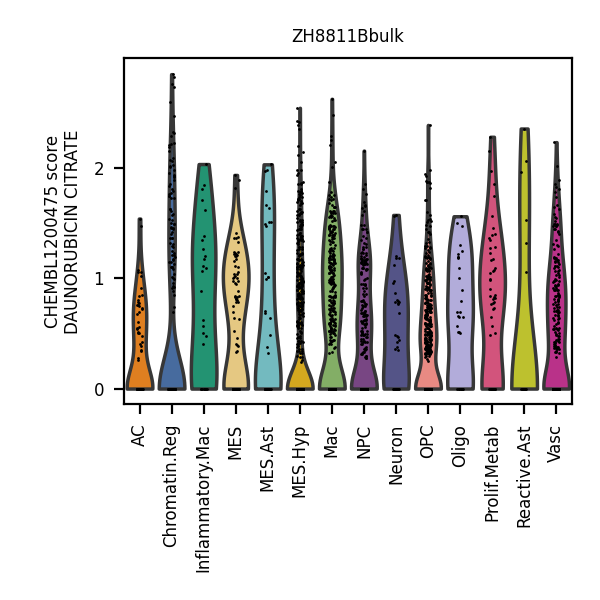 ZH8811Bbulk
CHEMBL1200475 score
DAUNORUBICIN CITRATE
2
1
0
AC
Chromatin.Reg
Inflammatory.Mac
MES
MES.Ast
MES.Hyp
Mac
NPC
Neuron
OPC
Oligo
Prolif.Metab
Reactive.Ast
Vasc